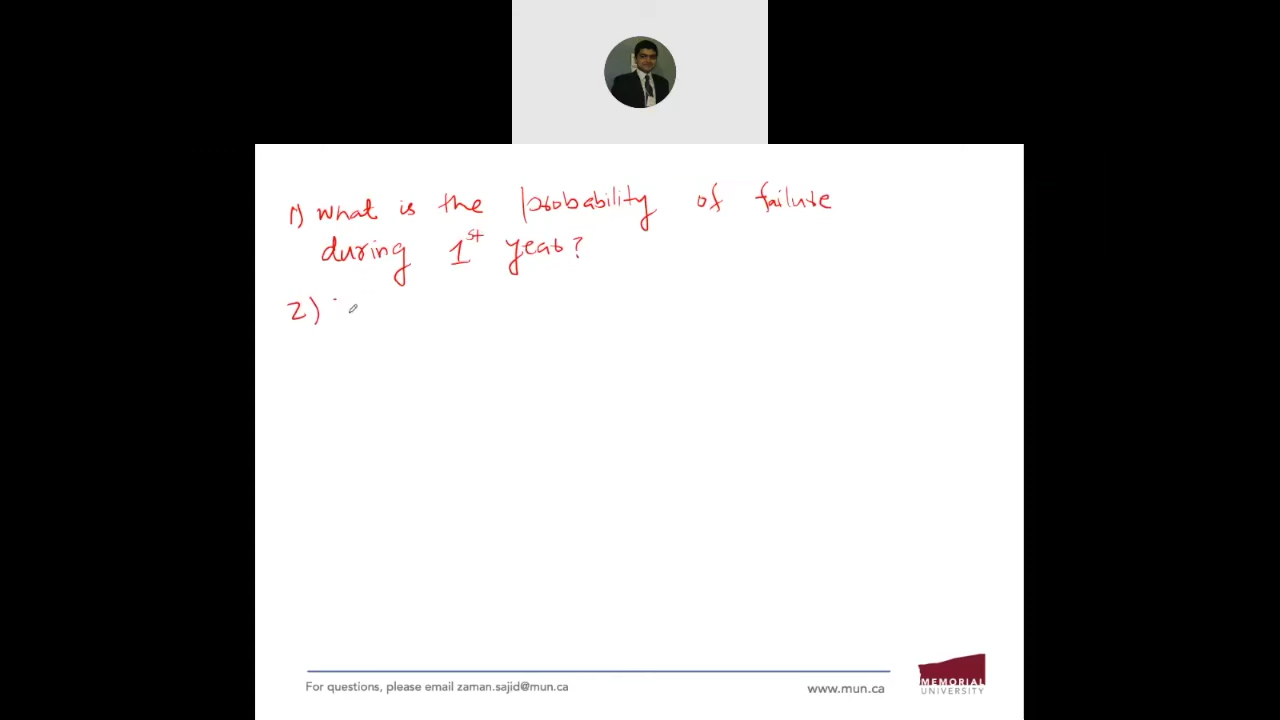 1) What is the probability of failure
during 1st year?
2)
For questions, please email zaman.sajid@mun.ca
www.mun.ca
MEMORIAL
UNIVERSITY